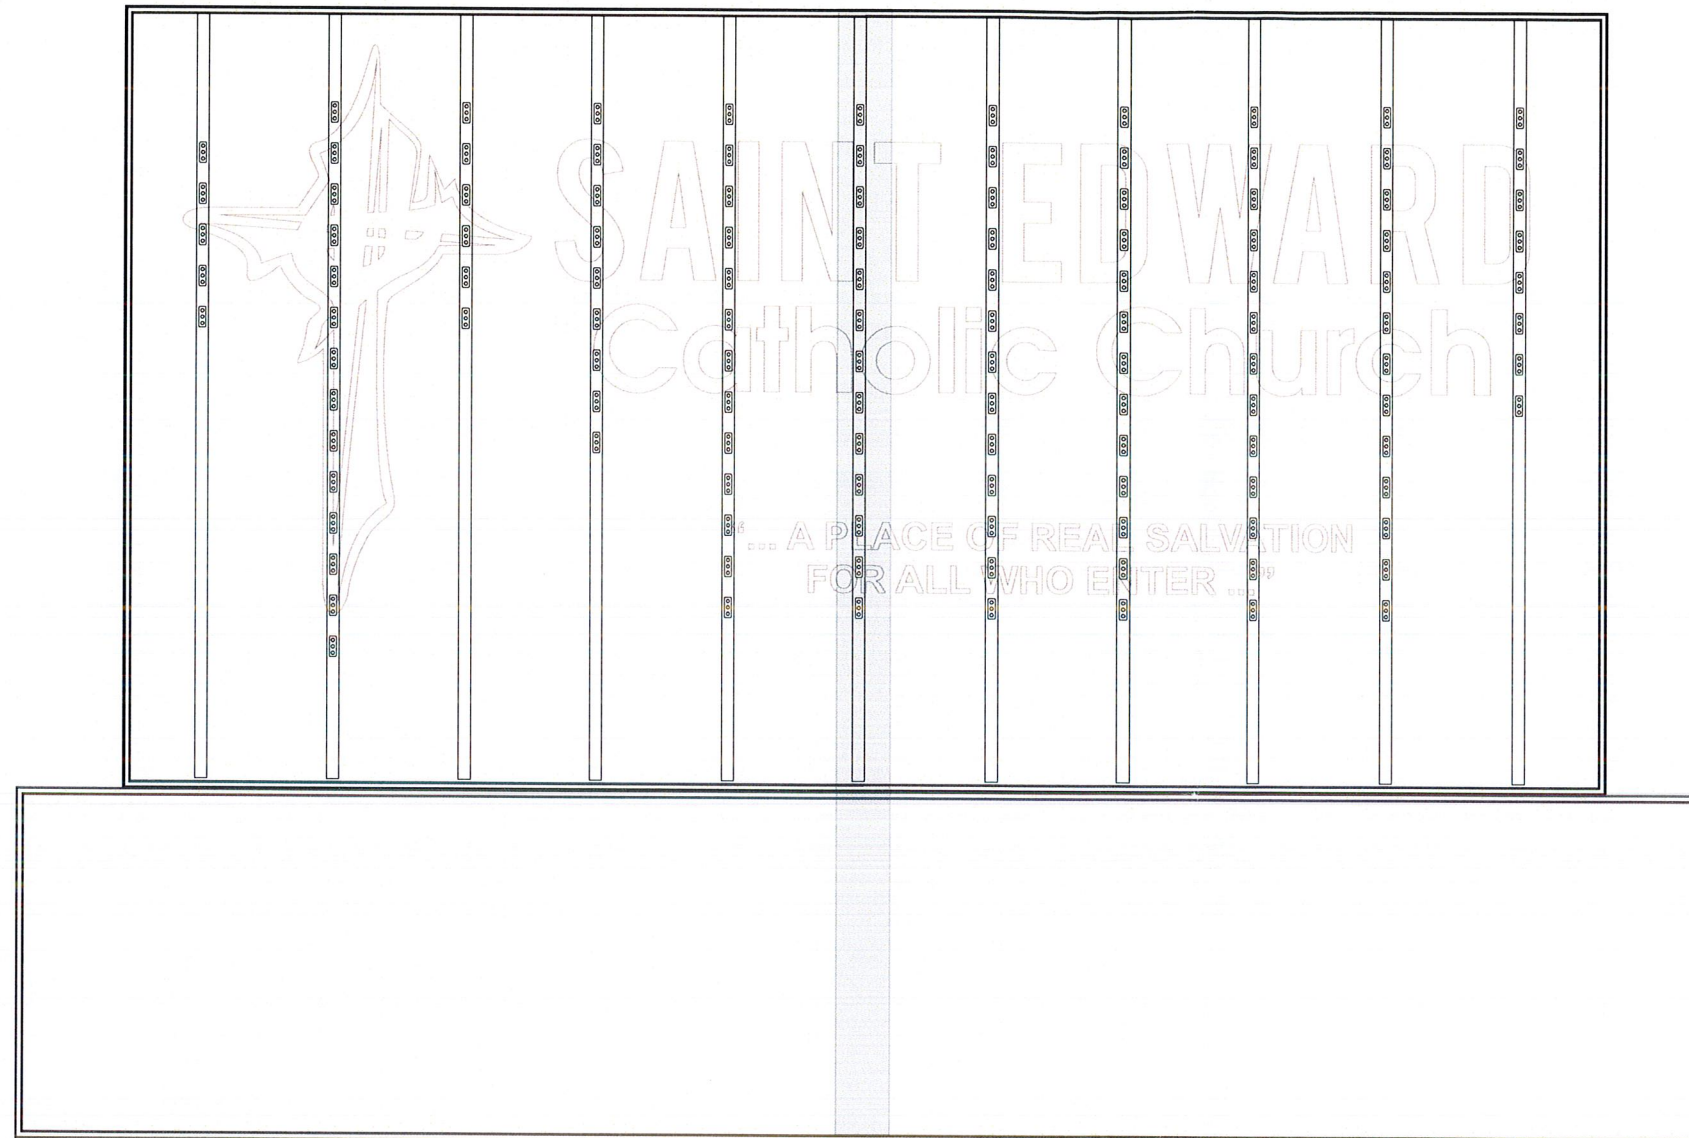 SAINT EDWARD
Catholic Church
“... A PLACE OF REAL SALVATION
FOR ALL WHO ENTER ...”